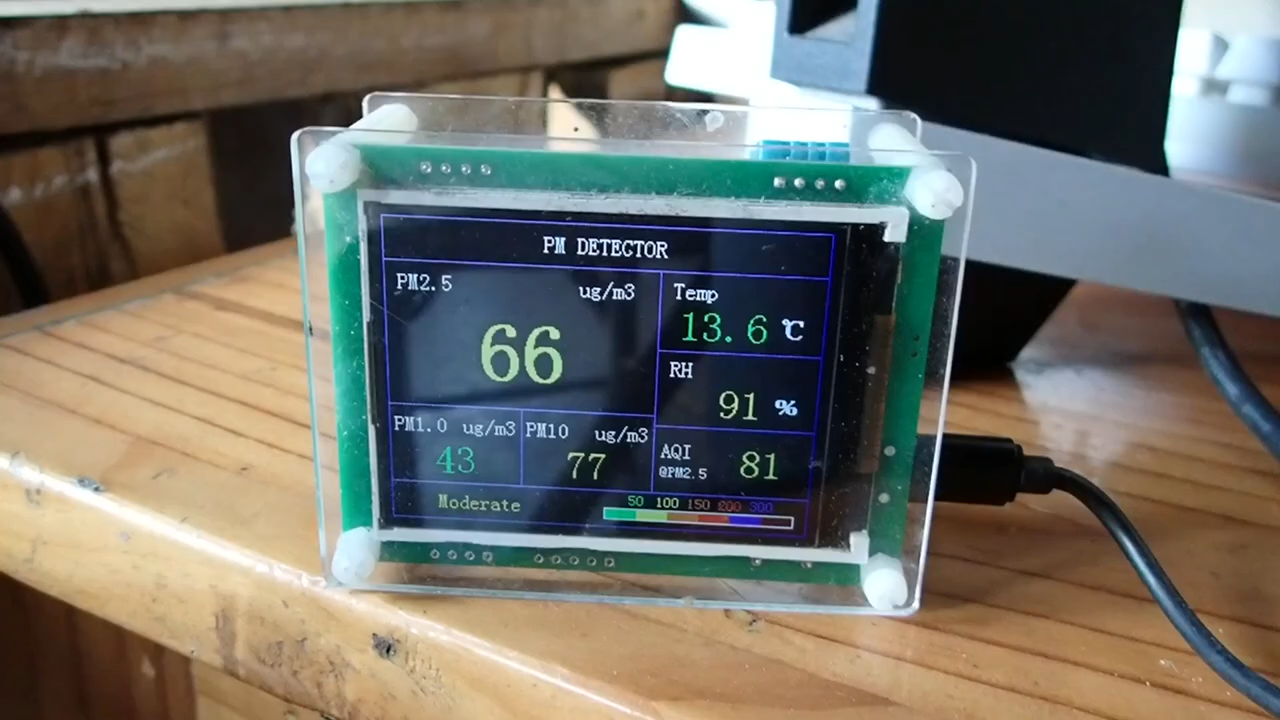 PM DETECTOR
PM2.5 ug/m3
66
Temp
13.6 ℃
RH
91 %
PM1.0 ug/m3
43
PM10 ug/m3
77
AQI
@PM2.5
81
Moderate
50 100 150 200 300